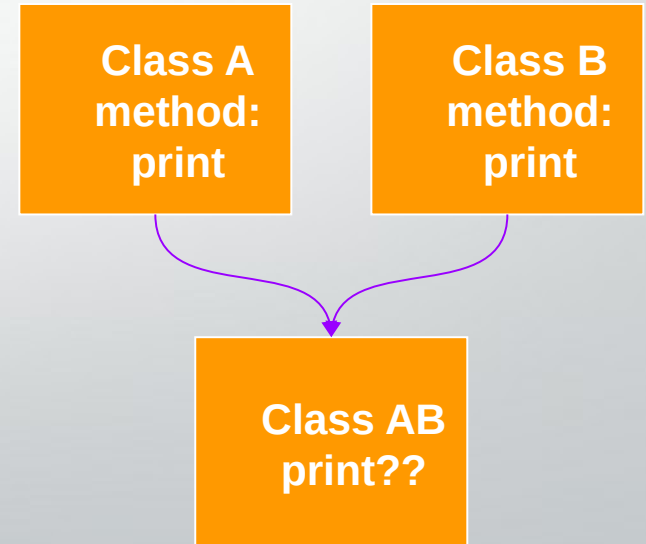 Class A
method:
print
Class B
method:
print
Class AB
print??